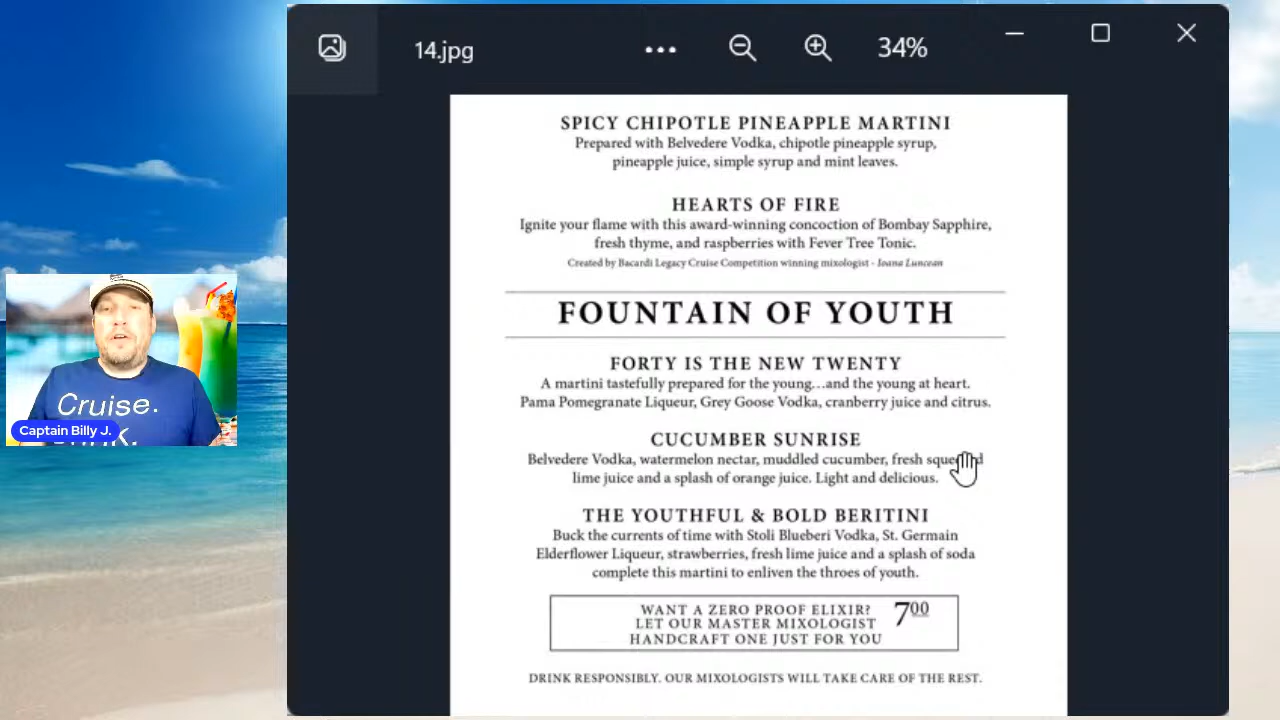 14.jpg
34%
SPICY CHIPOTLE PINEAPPLE MARTINI
Prepared with Belvedere Vodka, chipotle pineapple syrup,
pineapple juice, simple syrup and mint leaves.
HEARTS OF FIRE
Ignite your flame with this award-winning concoction of Bombay Sapphire,
fresh thyme, and raspberries with Fever Tree Tonic.
Created by Bacardi Legacy Cruise Competition winning mixologist - Ioana Luncean
FOUNTAIN OF YOUTH
FORTY IS THE NEW TWENTY
A martini tastefully prepared for the young...and the young at heart.
Pama Pomegranate Liqueur, Grey Goose Vodka, cranberry juice and citrus.
CUCUMBER SUNRISE
Belvedere Vodka, watermelon nectar, muddled cucumber, fresh
lime juice and a splash of orange juice. Light and delicious.
THE YOUTHFUL & BOLD BERITINI
Buck the currents of time with Stoli Blueberi Vodka, St. Germain
Elderflower Liqueur, strawberries, fresh lime juice and a splash of soda
complete this martini to enliven the throes of youth.
WANT A ZERO PROOF ELIXIR? 700
LET OUR MASTER MIXOLOGIST
HANDCRAFT ONE JUST FOR YOU
DRINK RESPONSIBLY. OUR MIXOLOGISTS WILL TAKE CARE OF THE REST.
Cruise.
Captain Billy J.